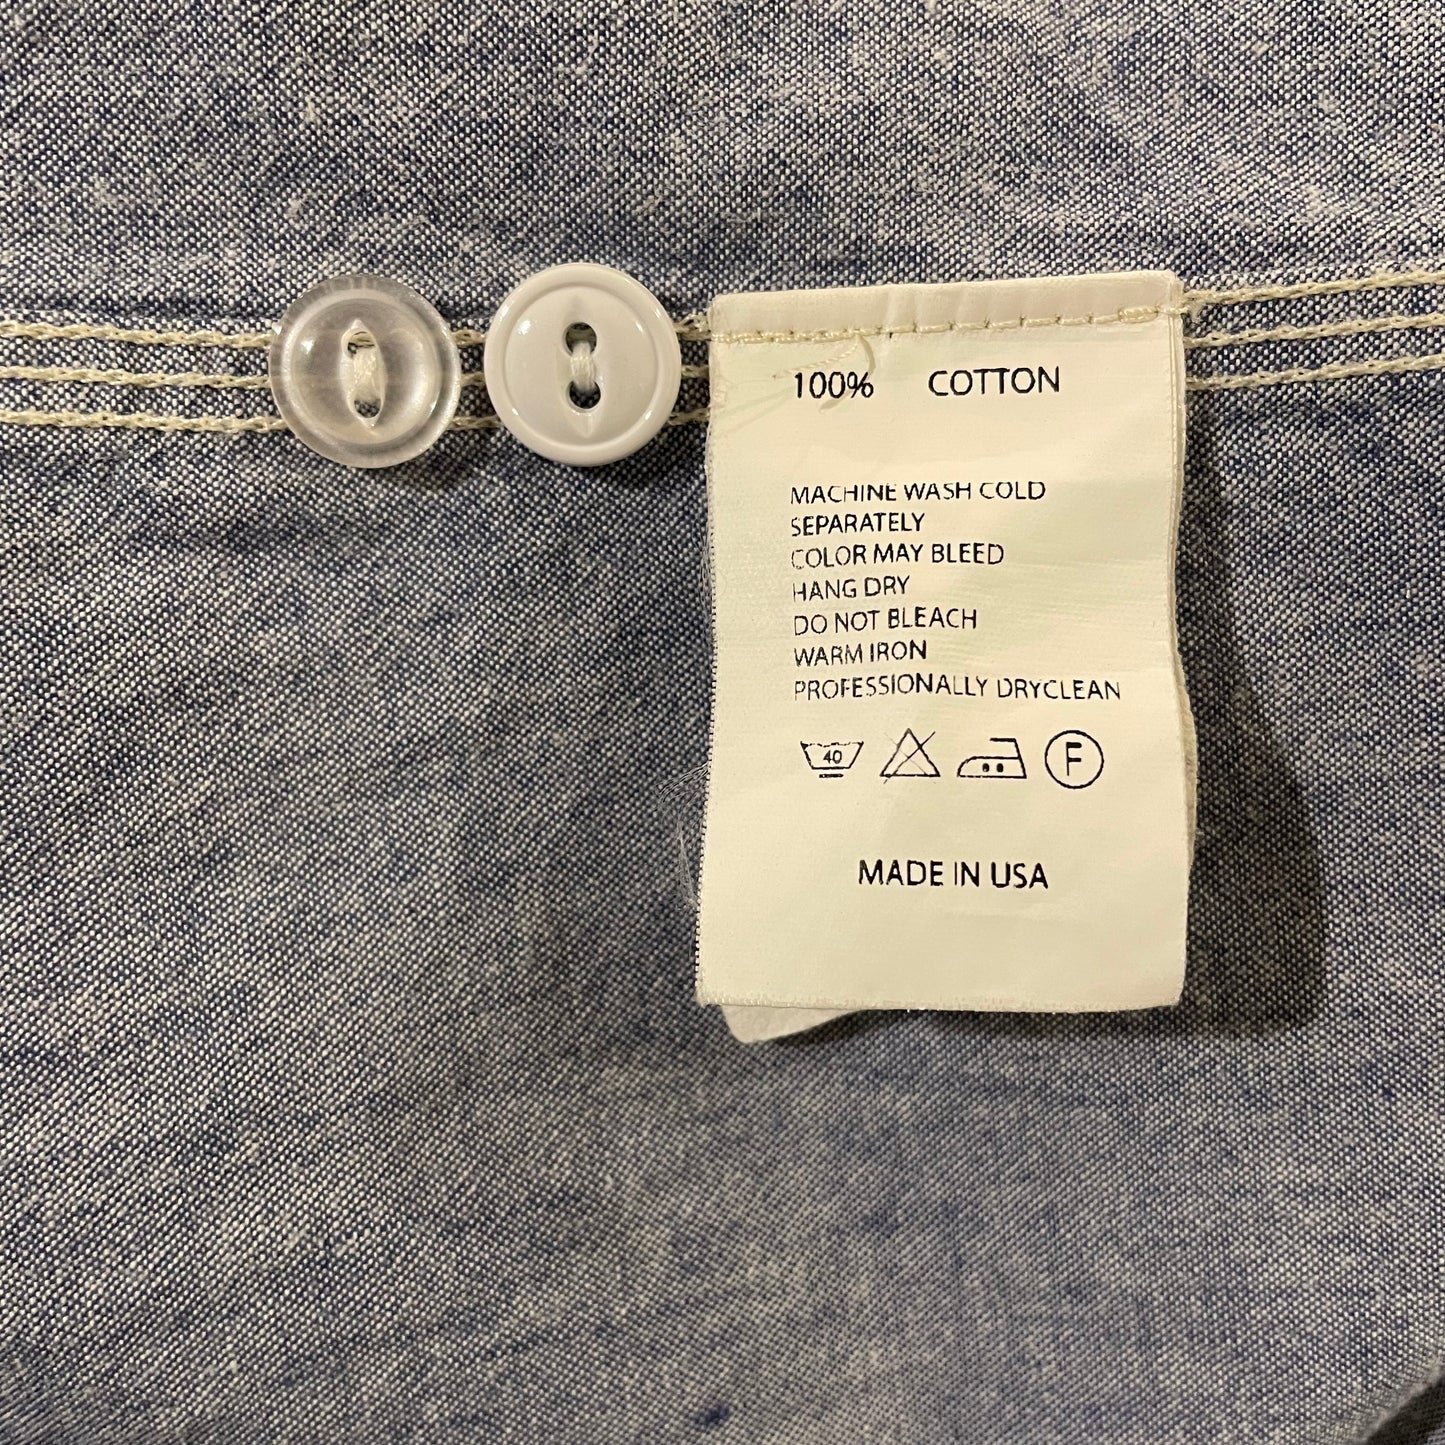 100% COTTON
MACHINE WASH COLD
SEPARATELY
COLOR MAY BLEED
HANG DRY
DO NOT BLEACH
WARM IRON
PROFESSIONALLY DRYCLEAN
40 F
MADE IN USA